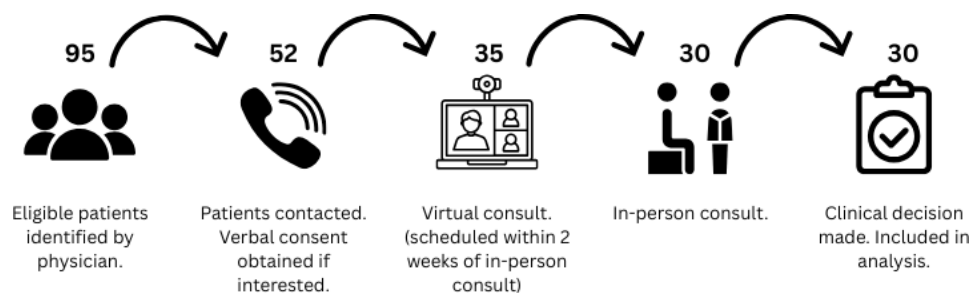 95
52
35
30
30
Eligible patients
identified by
physician.
Patients contacted.
Verbal consent
obtained if
interested.
Virtual consult.
(scheduled within 2
weeks of in-person
consult)
In-person consult.
Clinical decision
made. Included in
analysis.